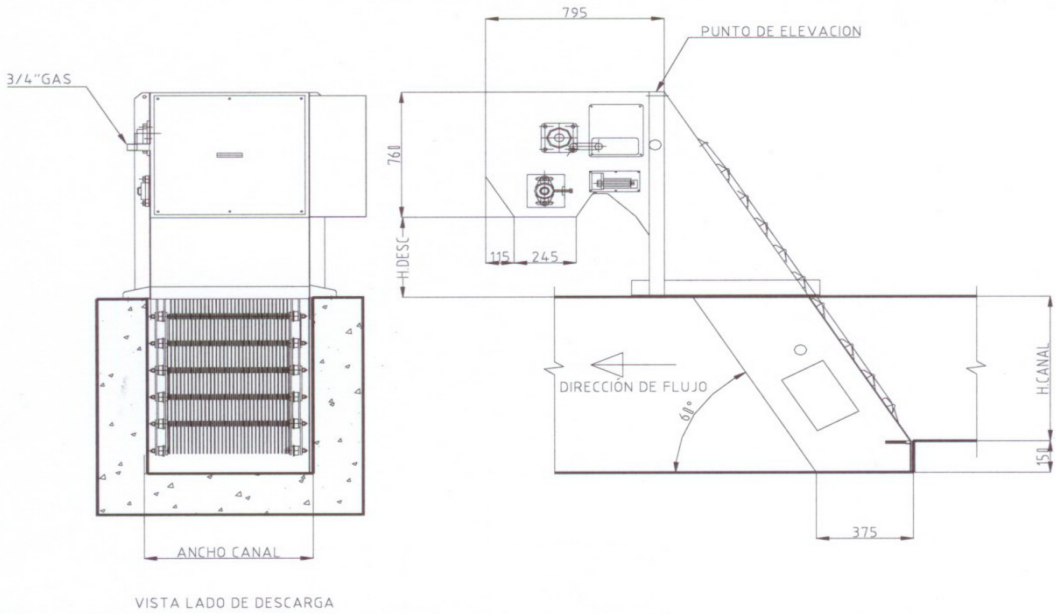 795
PUNTO DE ELEVACION
3/4"GAS
760
H.DESC
115
245
DIRECCIÓN DE FLUJO
60°
H.CANAL
150
375
ANCHO CANAL
VISTA LADO DE DESCARGA